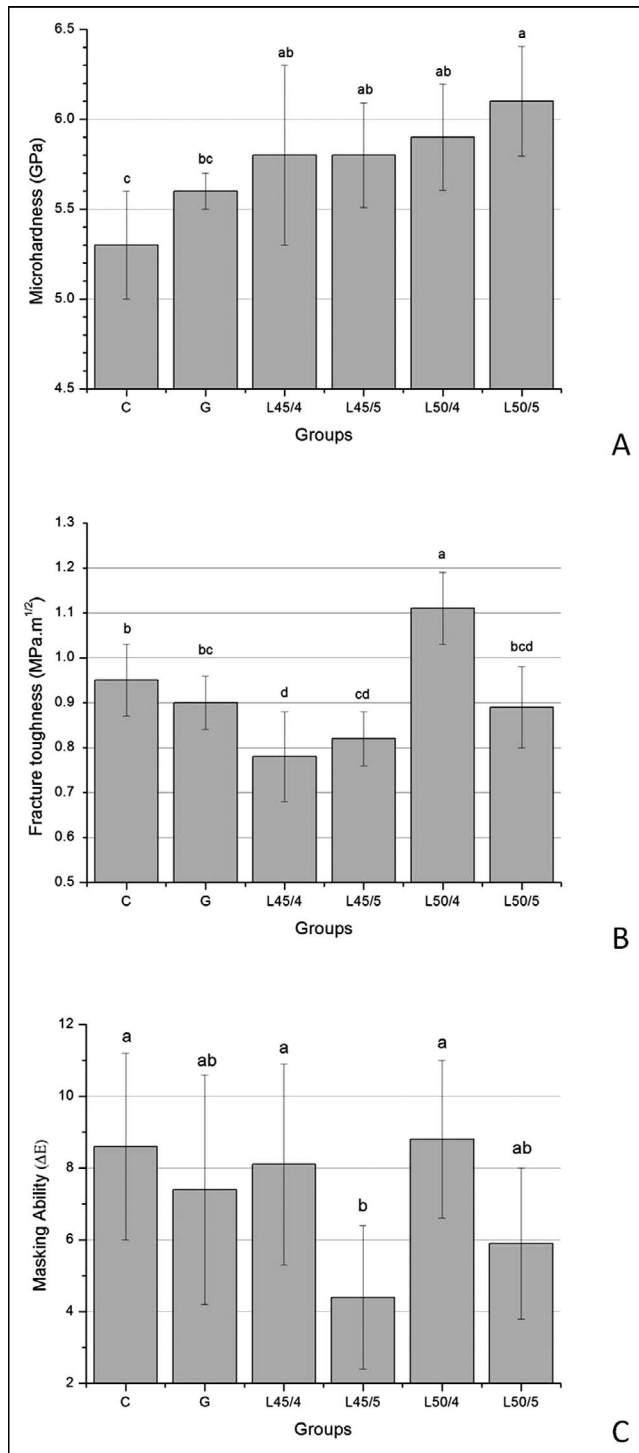 6.5
6.0
5.5
5.0
4.5
Microhardness (GPa)
c
bc
ab
ab
ab
a
C G L45/4 L45/5 L50/4 L50/5
Groups
A
1.3
1.2
1.1
1.0
0.9
0.8
0.7
0.6
0.5
Fracture toughness (MPa.m1/2)
b
bc
d
cd
a
bcd
C G L45/4 L45/5 L50/4 L50/5
Groups
B
12
10
8
6
4
2
Masking Ability (ΔE)
a
ab
a
b
a
ab
C G L45/4 L45/5 L50/4 L50/5
Groups
C